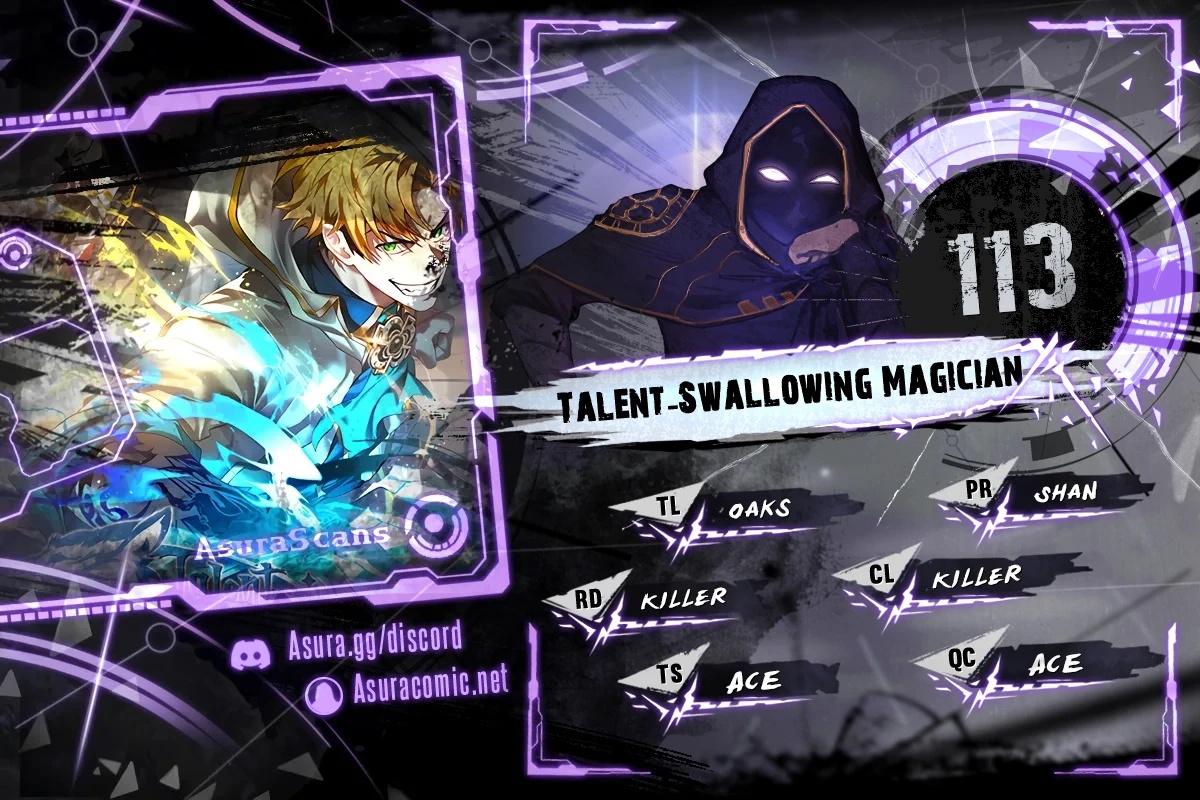 113
TALENT-SWALLOWING MAGICIAN
TL OAKS
PR SHAN
RD KILLER
CL KILLER
TS ACE
QC ACE
AsuraScans
Talent
Asura.gg/discord
Asuracomic.net